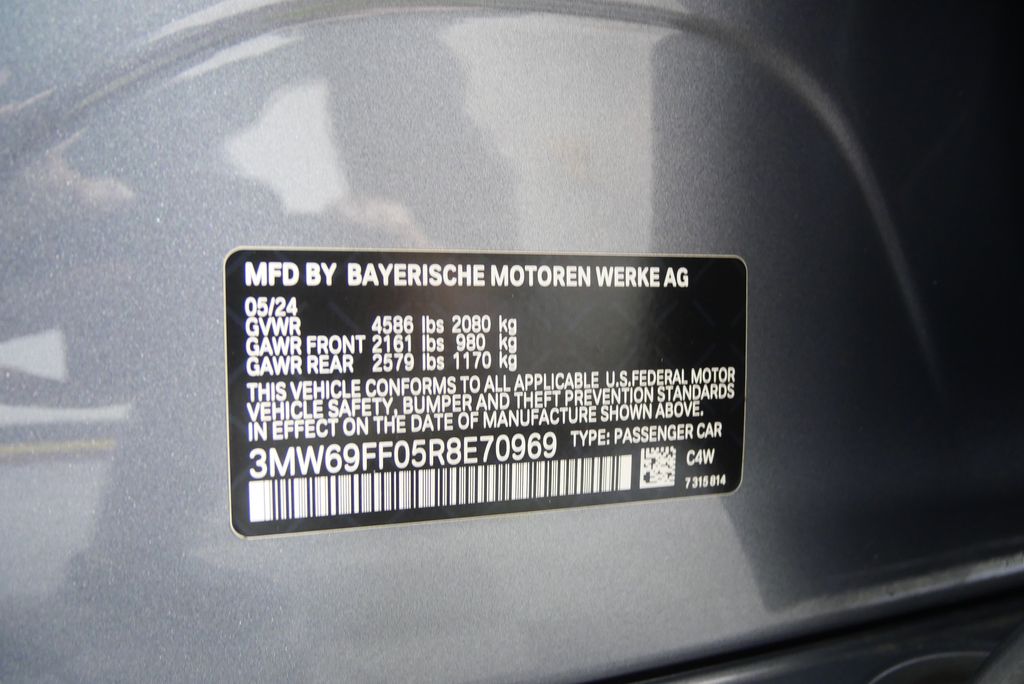 MFD BY BAYERISCHE MOTOREN WERKE AG
05/24
GVWR 4586 lbs 2080 kg
GAWR FRONT 2161 lbs 980 kg
GAWR REAR 2579 lbs 1170 kg
THIS VEHICLE CONFORMS TO ALL APPLICABLE U.S.FEDERAL MOTOR
VEHICLE SAFETY, BUMPER AND THEFT PREVENTION STANDARDS
IN EFFECT ON THE DATE OF MANUFACTURE SHOWN ABOVE.
3MW69FF05R8E70969 TYPE: PASSENGER CAR
C4W
7 315 814